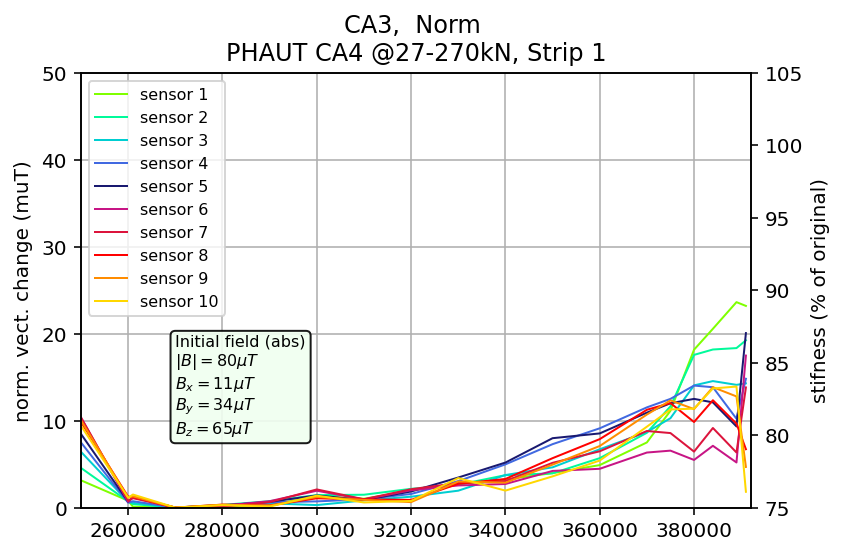 CA3,  Norm
PHAUT CA4 @27-270kN, Strip 1
50
40
30
20
10
0
norm. vect. change (muT)
sensor 1
sensor 2
sensor 3
sensor 4
sensor 5
sensor 6
sensor 7
sensor 8
sensor 9
sensor 10
Initial field (abs)
|B| = 80μT
B_x = 11μT
B_y = 34μT
B_z = 65μT
105
100
95
90
85
80
75
stifness (% of original)
260000 280000 300000 320000 340000 360000 380000